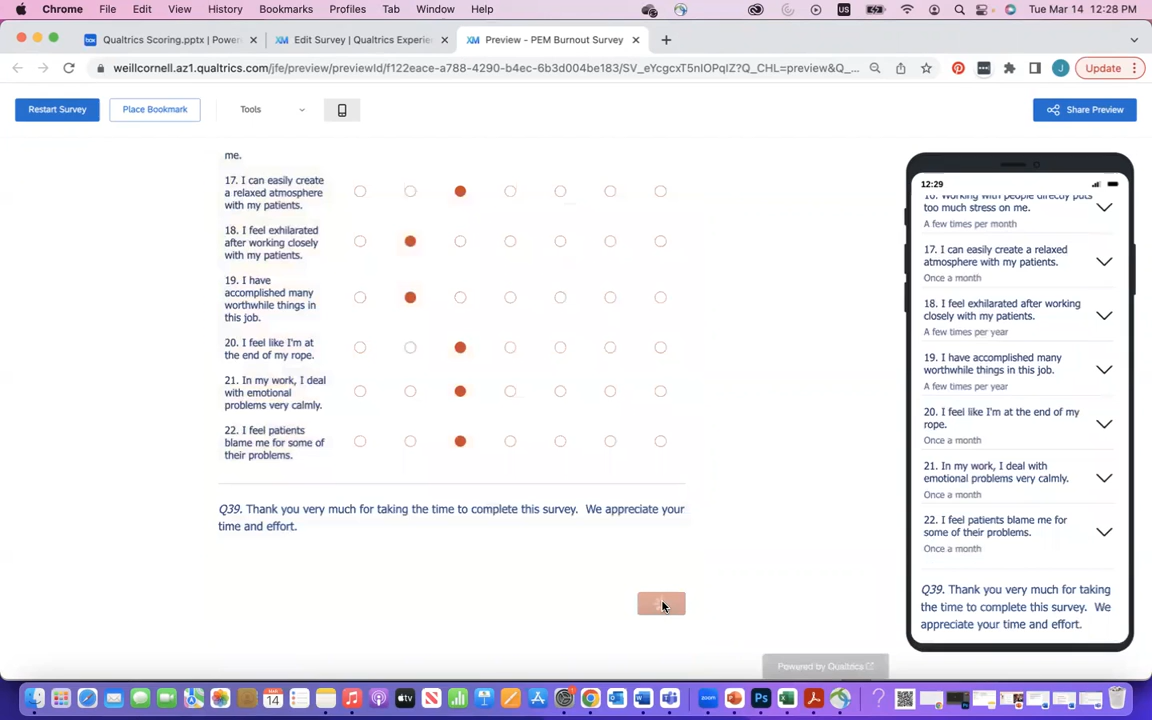 Chrome File Edit View History Bookmarks Profiles Tab Window Help US Tue Mar 14 12:28 PM
Qualtrics Scoring.pptx | Power
Edit Survey | Qualtrics Experie
Preview - PEM Burnout Survey
weillcornell.az1.qualtrics.com/jfe/preview/previewId/f122eace-a788-4290-b4ec-6b3d004be183/SV_eYcgcxT5nIOPqIZ?Q_CHL=preview&Q_...
J
Update
Restart Survey
Place Bookmark
Tools
Share Preview
me.
17. I can easily create
a relaxed atmosphere
with my patients.
18. I feel exhilarated
after working closely
with my patients.
19. I have
accomplished many
worthwhile things in
this job.
20. I feel like I'm at
the end of my rope.
21. In my work, I deal
with emotional
problems very calmly.
22. I feel patients
blame me for some of
their problems.
Q39. Thank you very much for taking the time to complete this survey. We appreciate your
time and effort.
Powered by Qualtrics
12:29
16. Working with people directly puts
too much stress on me.
A few times per month
17. I can easily create a relaxed
atmosphere with my patients.
Once a month
18. I feel exhilarated after working
closely with my patients.
A few times per year
19. I have accomplished many
worthwhile things in this job.
A few times per year
20. I feel like I'm at the end of my
rope.
Once a month
21. In my work, I deal with
emotional problems very calmly.
Once a month
22. I feel patients blame me for
some of their problems.
Once a month
Q39. Thank you very much for taking
the time to complete this survey. We
appreciate your time and effort.